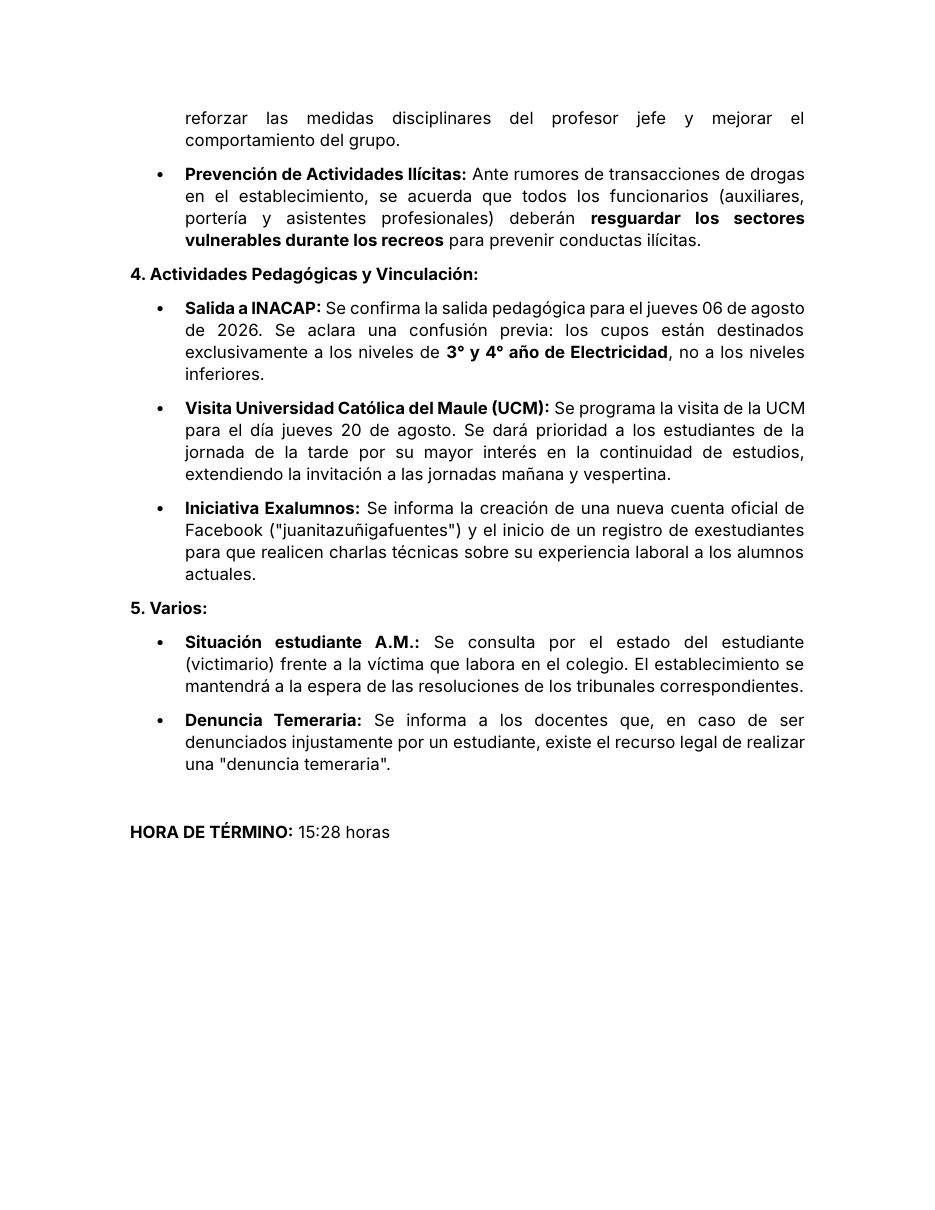 reforzar las medidas disciplinares del profesor jefe y mejorar el
comportamiento del grupo.
• Prevención de Actividades Ilícitas: Ante rumores de transacciones de drogas
en el establecimiento, se acuerda que todos los funcionarios (auxiliares,
portería y asistentes profesionales) deberán resguardar los sectores
vulnerables durante los recreos para prevenir conductas ilícitas.
4. Actividades Pedagógicas y Vinculación:
• Salida a INACAP: Se confirma la salida pedagógica para el jueves 06 de agosto
de 2026. Se aclara una confusión previa: los cupos están destinados
exclusivamente a los niveles de 3° y 4° año de Electricidad, no a los niveles
inferiores.
• Visita Universidad Católica del Maule (UCM): Se programa la visita de la UCM
para el día jueves 20 de agosto. Se dará prioridad a los estudiantes de la
jornada de la tarde por su mayor interés en la continuidad de estudios,
extendiendo la invitación a las jornadas mañana y vespertina.
• Iniciativa Exalumnos: Se informa la creación de una nueva cuenta oficial de
Facebook ("juanitazuñigafuentes") y el inicio de un registro de exestudiantes
para que realicen charlas técnicas sobre su experiencia laboral a los alumnos
actuales.
5. Varios:
• Situación estudiante A.M.: Se consulta por el estado del estudiante
(victimario) frente a la víctima que labora en el colegio. El establecimiento se
mantendrá a la espera de las resoluciones de los tribunales correspondientes.
• Denuncia Temeraria: Se informa a los docentes que, en caso de ser
denunciados injustamente por un estudiante, existe el recurso legal de realizar
una "denuncia temeraria".
HORA DE TÉRMINO: 15:28 horas